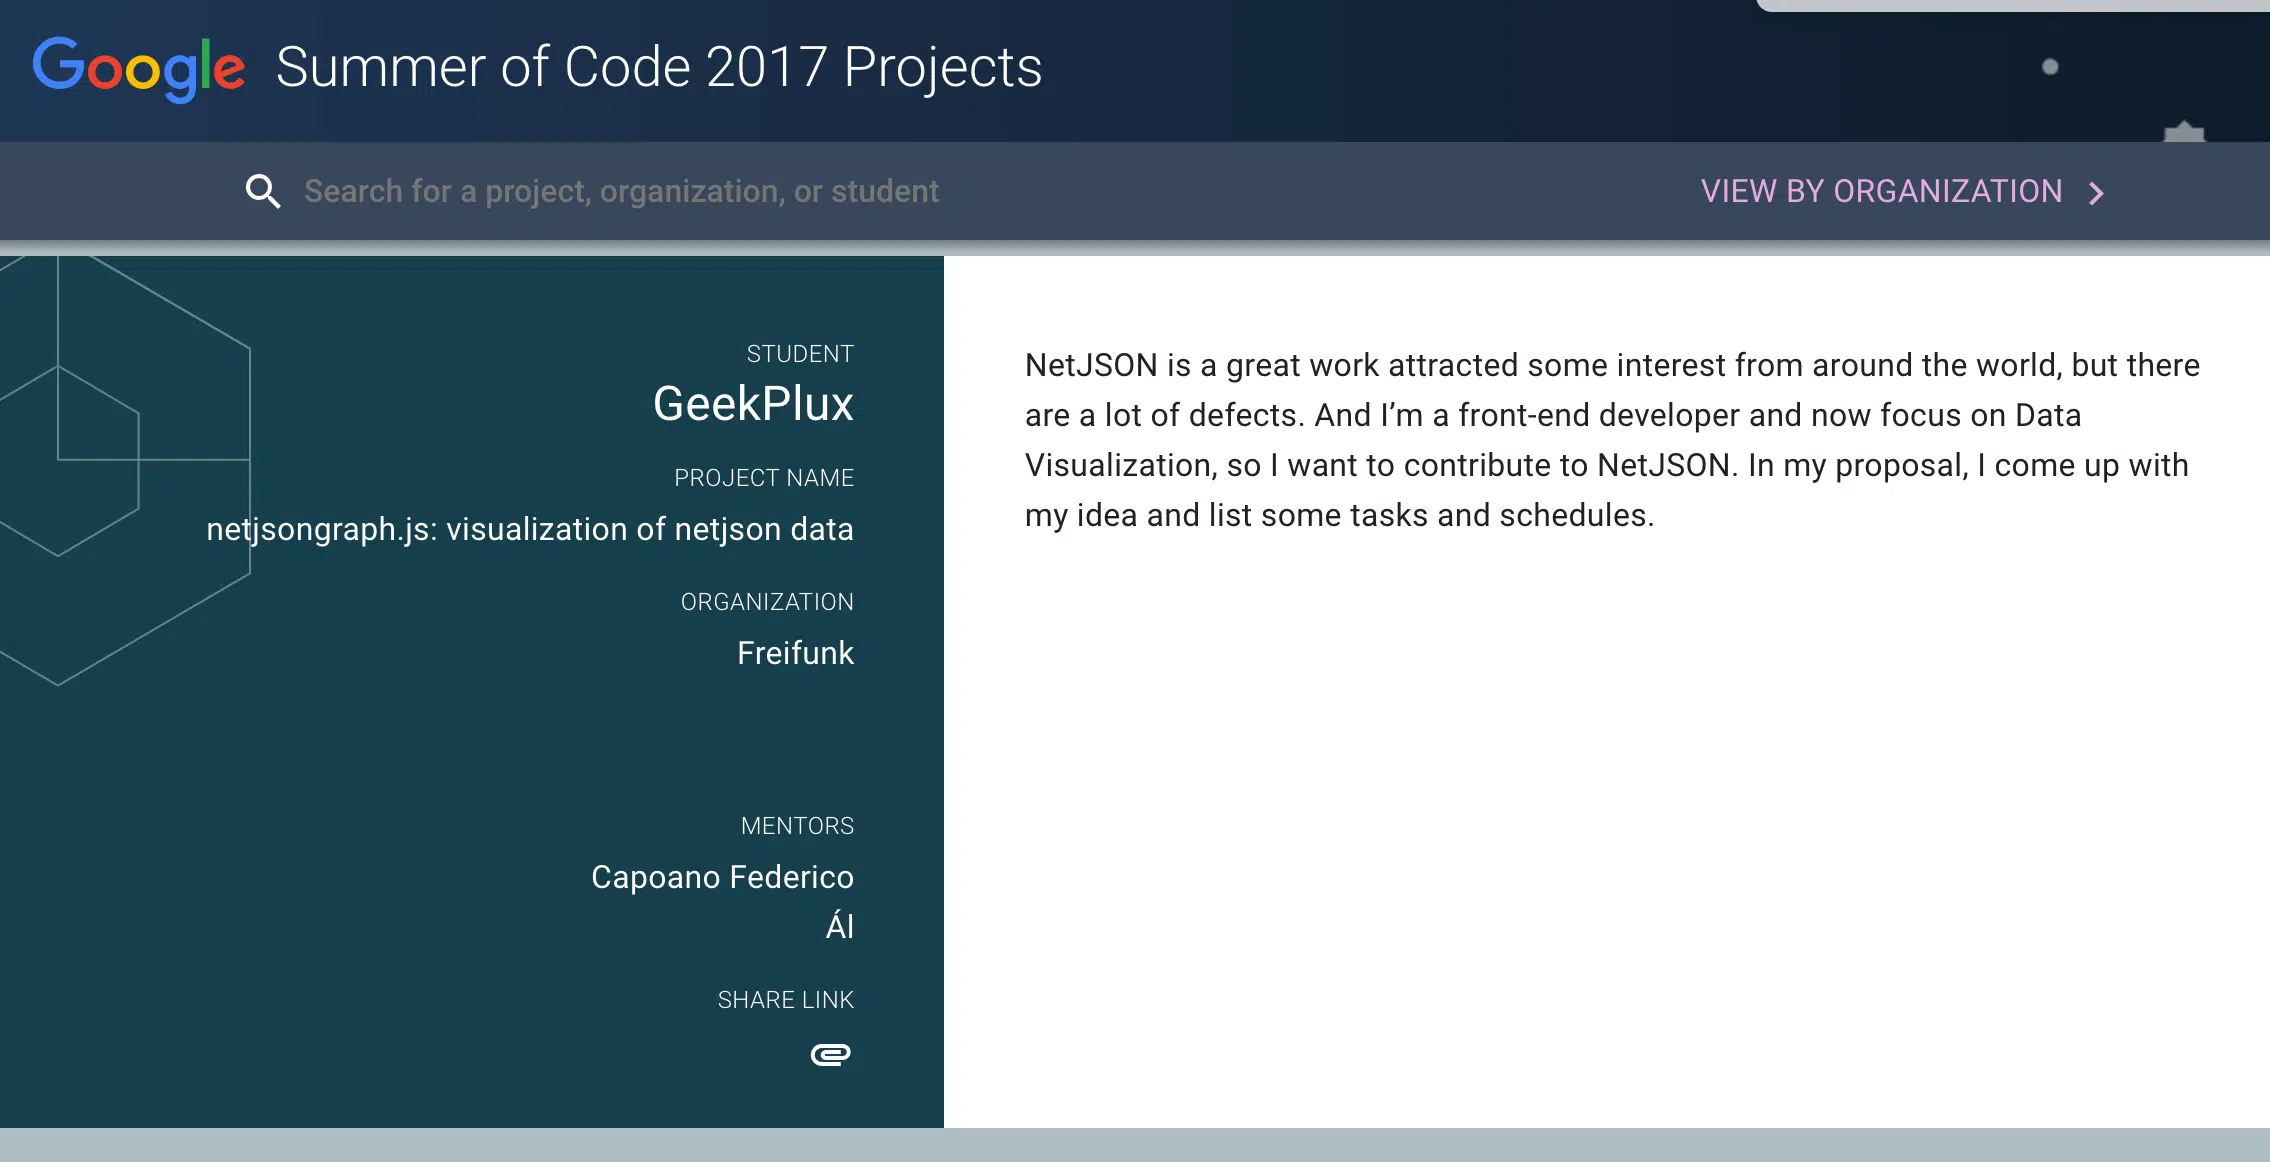 Google Summer of Code 2017 Projects
Search for a project, organization, or student
VIEW BY ORGANIZATION
STUDENT
GeekPlux
PROJECT NAME
netjsongraph.js: visualization of netjson data
ORGANIZATION
Freifunk
MENTORS
Capoano Federico
Ál
SHARE LINK
NetJSON is a great work attracted some interest from around the world, but there
are a lot of defects. And I’m a front-end developer and now focus on Data
Visualization, so I want to contribute to NetJSON. In my proposal, I come up with
my idea and list some tasks and schedules.